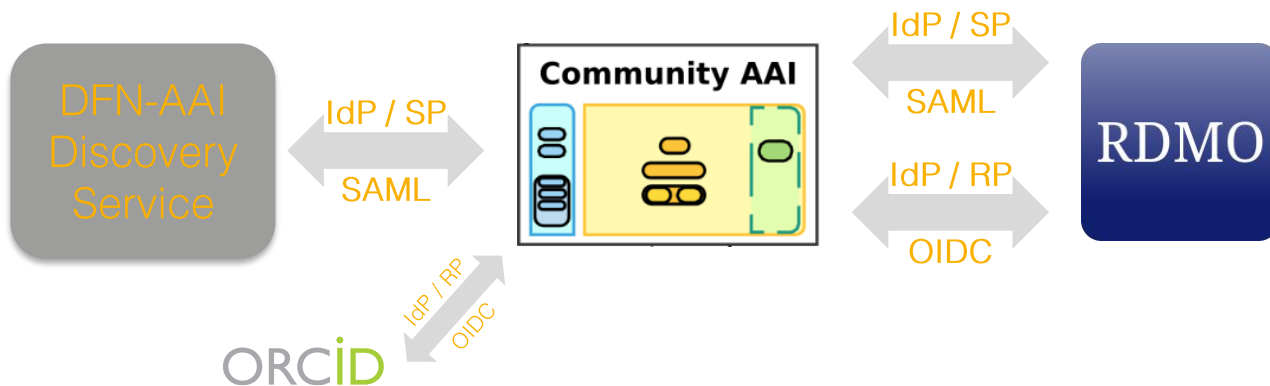 DFN-AAI
Discovery
Service
IdP / SP
SAML
Community AAI
IdP / SP
SAML
IdP / RP
OIDC
RDMO
IdP / RP
OIDC
ORCiD